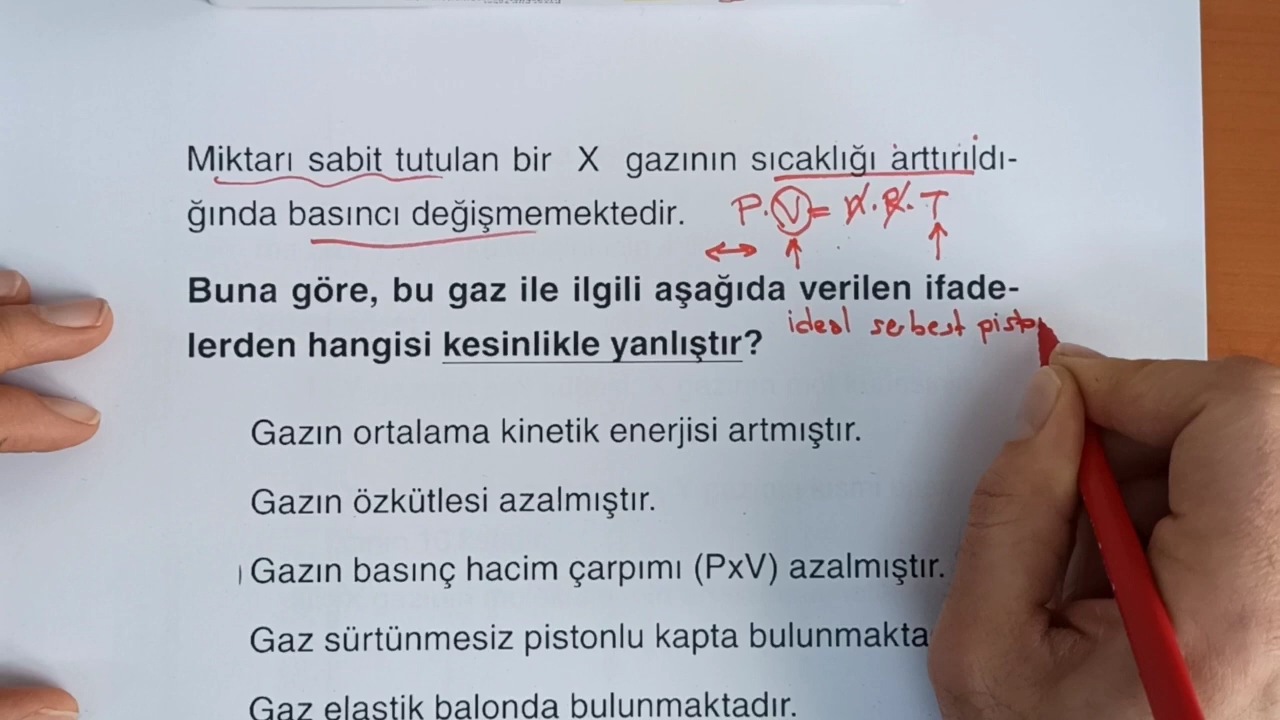 Miktarı sabit tutulan bir X gazının sıcaklığı arttırıldı-
ğında basıncı değişmemektedir. P.V= n.R.T
Buna göre, bu gaz ile ilgili aşağıda verilen ifade-
ideal serbest pisto
lerden hangisi kesinlikle yanlıştır?
Gazın ortalama kinetik enerjisi artmıştır.
Gazın özkütlesi azalmıştır.
Gazın basınç hacim çarpımı (PxV) azalmıştır.
Gaz sürtünmesiz pistonlu kapta bulunmakta
Gaz elastik balonda bulunmaktadır.